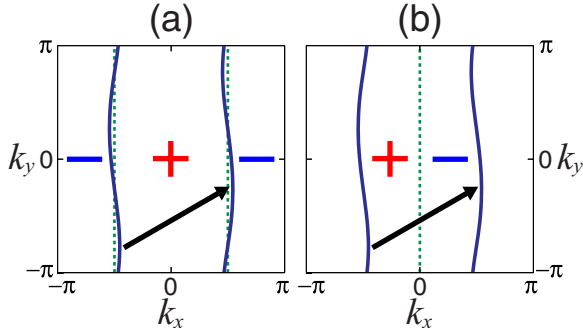 (a) (b)
π π
k_y 0 0 k_y
+ − + −
−
−π −π
−π 0 π −π 0 π
k_x k_x